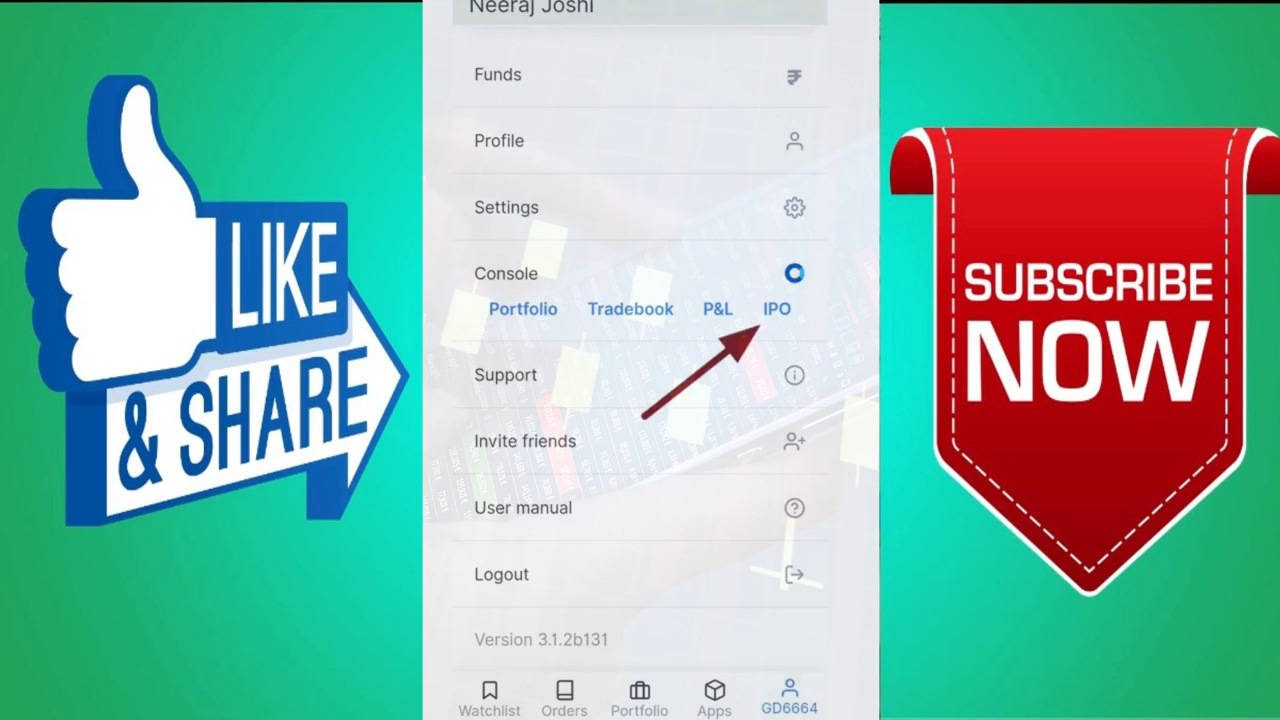 LIKE
& SHARE
Neeraj Joshi
Funds
Profile
Settings
Console
Portfolio Tradebook P&L IPO
Support
Invite friends
User manual
Logout
Version 3.1.2b131
Watchlist Orders Portfolio Apps GD6664
SUBSCRIBE
NOW